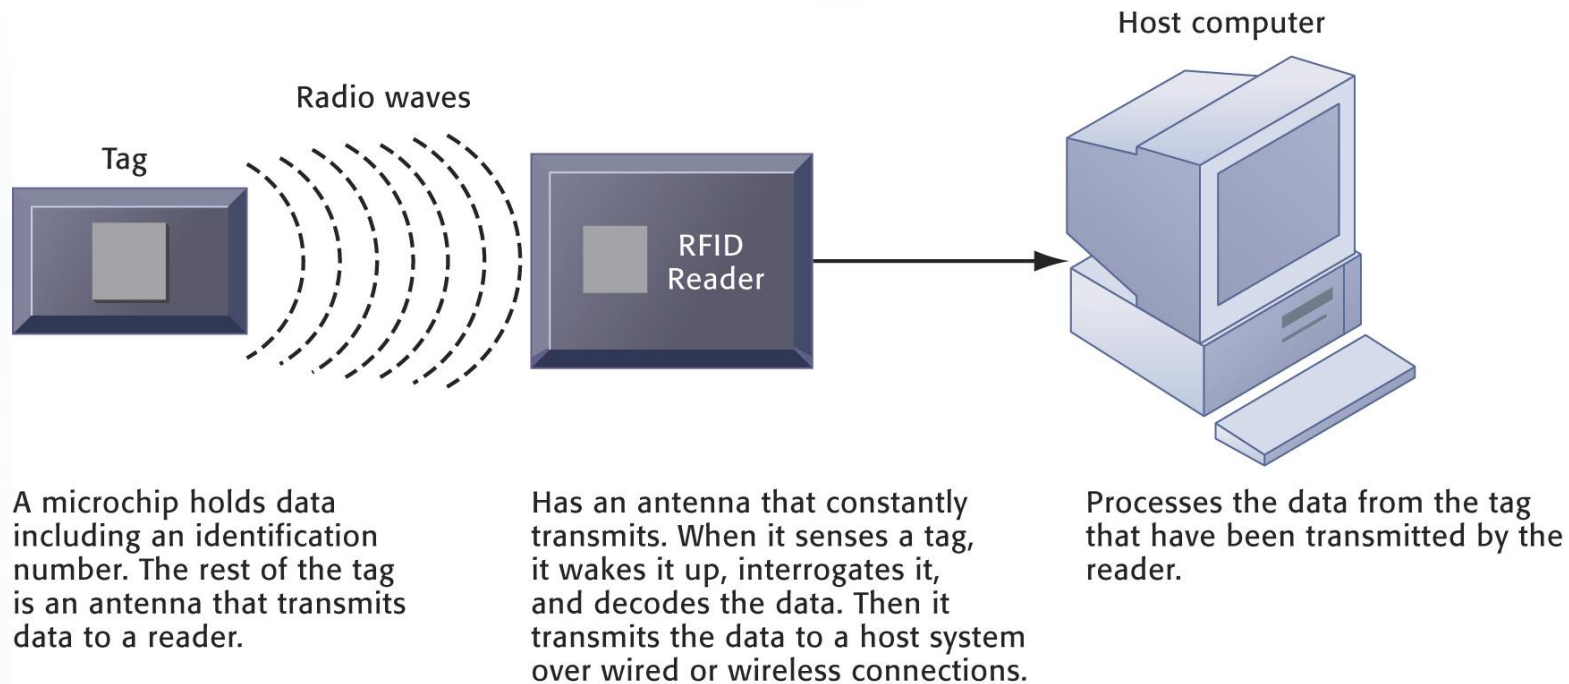 Host computer
Radio waves
Tag
RFID
Reader
A microchip holds data
including an identification
number. The rest of the tag
is an antenna that transmits
data to a reader.
Has an antenna that constantly
transmits. When it senses a tag,
it wakes it up, interrogates it,
and decodes the data. Then it
transmits the data to a host system
over wired or wireless connections.
Processes the data from the tag
that have been transmitted by the
reader.